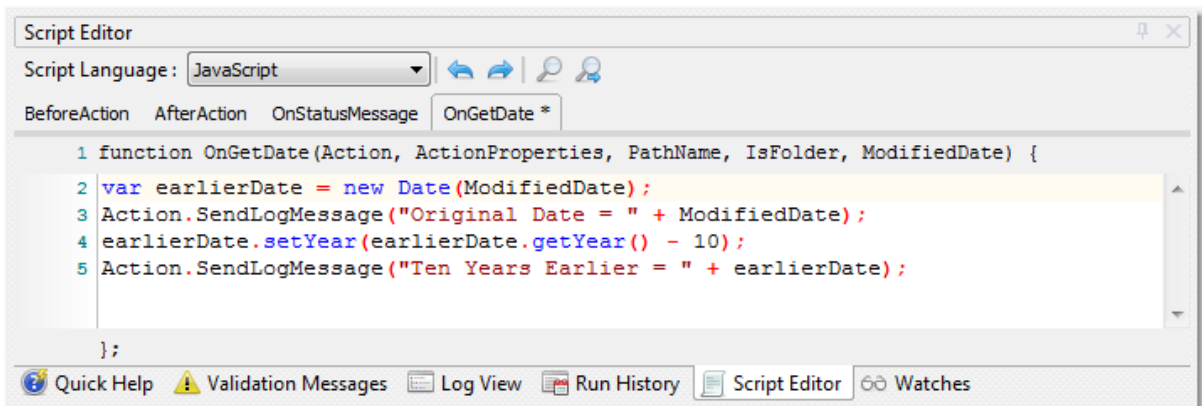 Script Editor
Script Language : JavaScript
BeforeAction AfterAction OnStatusMessage OnGetDate *
1 function OnGetDate(Action, ActionProperties, PathName, IsFolder, ModifiedDate) {
2 var earlierDate = new Date(ModifiedDate);
3 Action.SendLogMessage("Original Date = " + ModifiedDate);
4 earlierDate.setYear(earlierDate.getYear() - 10);
5 Action.SendLogMessage("Ten Years Earlier = " + earlierDate);
};
Quick Help Validation Messages Log View Run History Script Editor Watches